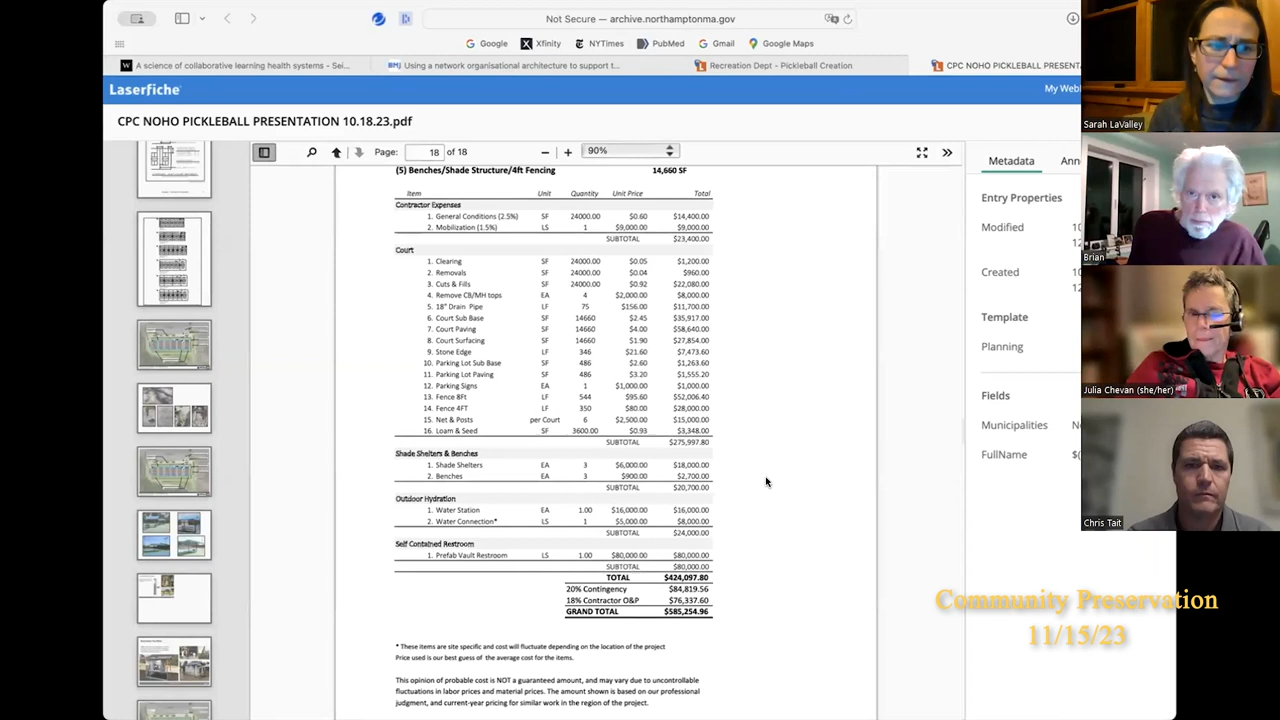 Not Secure — archive.northamptonma.gov
Google Xfinity NYTimes PubMed Gmail Google Maps
A science of collaborative learning health systems - Sei...
BMJ Using a network organisational architecture to support t...
Recreation Dept - Pickleball Creation
CPC NOHO PICKLEBALL PRESENTA
Laserfiche
My Webl
CPC NOHO PICKLEBALL PRESENTATION 10.18.23.pdf
Page: 18 of 18 90%
(5) Benches/Shade Structure/4ft Fencing 14,660 SF
Item Unit Quantity Unit Price Total
Contractor Expenses
1. General Conditions (2.5%) SF 24000.00 $0.60 $14,400.00
2. Mobilization (1.5%) LS 1 $9,000.00 $9,000.00
SUBTOTAL $23,400.00
Court
1. Clearing SF 24000.00 $0.05 $1,200.00
2. Removals SF 24000.00 $0.04 $960.00
3. Cuts & Fills SF 24000.00 $0.92 $22,080.00
4. Remove CB/MH tops EA 4 $2,000.00 $8,000.00
5. 18" Drain Pipe LF 75 $156.00 $11,700.00
6. Court Sub Base SF 14660 $2.45 $35,917.00
7. Court Paving SF 14660 $4.00 $58,640.00
8. Court Surfacing SF 14660 $1.90 $27,854.00
9. Stone Edge LF 346 $21.60 $7,473.60
10. Parking Lot Sub Base SF 486 $2.60 $1,263.60
11. Parking Lot Paving SF 486 $3.20 $1,555.20
12. Parking Signs EA 1 $1,000.00 $1,000.00
13. Fence 8Ft LF 544 $95.60 $52,006.40
14. Fence 4FT LF 350 $80.00 $28,000.00
15. Net & Posts per Court 6 $2,500.00 $15,000.00
16. Loam & Seed SF 3600.00 $0.93 $3,348.00
SUBTOTAL $275,997.80
Shade Shelters & Benches
1. Shade Shelters EA 3 $6,000.00 $18,000.00
2. Benches EA 3 $900.00 $2,700.00
SUBTOTAL $20,700.00
Outdoor Hydration
1. Water Station EA 1.00 $16,000.00 $16,000.00
2. Water Connection* LS 1 $5,000.00 $8,000.00
SUBTOTAL $24,000.00
Self Contained Restroom
1. Prefab Vault Restroom LS 1.00 $80,000.00 $80,000.00
SUBTOTAL $80,000.00
TOTAL $424,097.80
20% Contingency $84,819.56
18% Contractor O&P $76,337.60
GRAND TOTAL $585,254.96
* These items are site specific and cost will fluctuate depending on the location of the project
Price used is our best guess of the average cost for the items.
This opinion of probable cost is NOT a guaranteed amount, and may vary due to uncontrollable
fluctuations in labor prices and material prices. The amount shown is based on our professional
judgment, and current-year pricing for similar work in the region of the project.
Metadata Ann
Entry Properties
Modified 10
12
Created 10
12
Template
Planning
Fields
Municipalities N
FullName $(
Sarah LaValley
Brian
Julia Chevan (she/her)
Chris Tait
Community Preservation
11/15/23